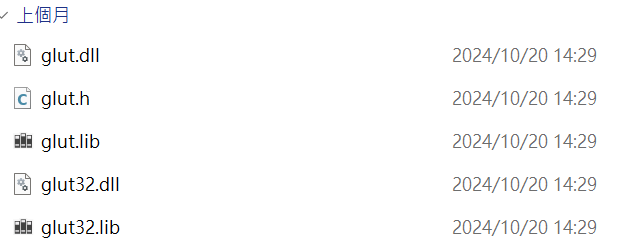 上個月
glut.dll 2024/10/20 14:29
glut.h 2024/10/20 14:29
glut.lib 2024/10/20 14:29
glut32.dll 2024/10/20 14:29
glut32.lib 2024/10/20 14:29